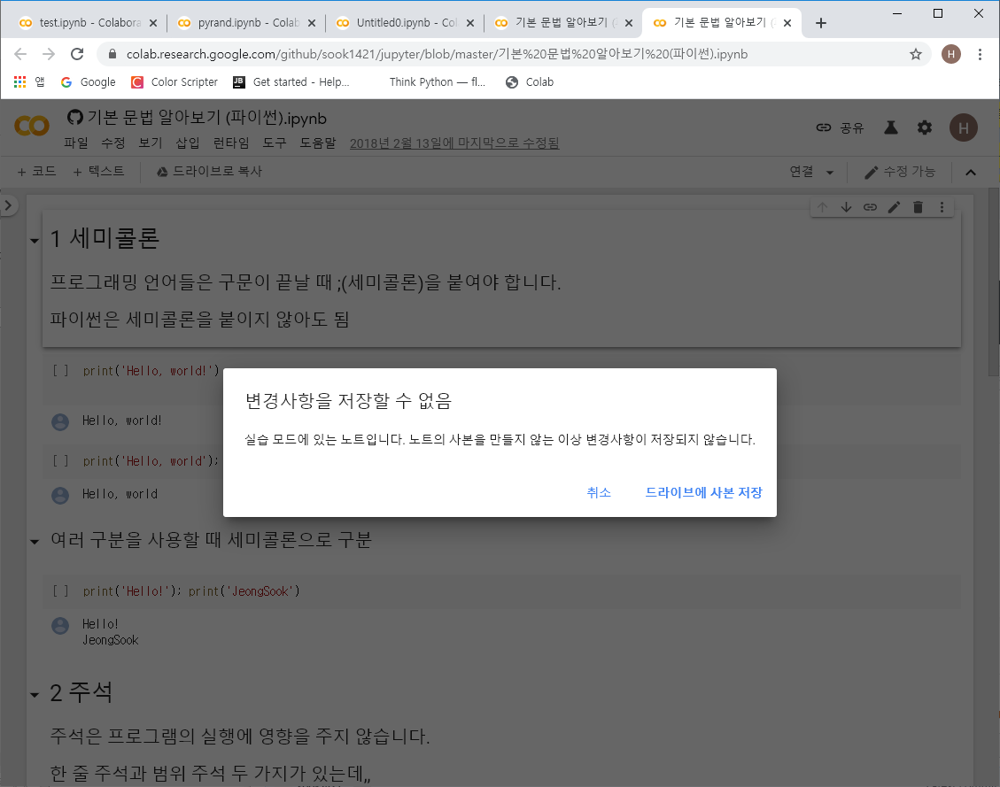 test.ipynb - Colabora
pyrand.ipynb - Colab
Untitled0.ipynb - Col
기본 문법 알아보기 (
기본 문법 알아보기 (
colab.research.google.com/github/sook1421/jupyter/blob/master/기본%20문법%20알아보기%20(파이썬).ipynb
H
앱
Google
Color Scripter
Get started - Help...
Think Python — fl...
Colab
기본 문법 알아보기 (파이썬).ipynb
파일 수정 보기 삽입 런타임 도구 도움말 2018년 2월 13일에 마지막으로 수정됨
공유
H
+ 코드 + 텍스트 드라이브로 복사
연결 수정 가능
1 세미콜론
프로그래밍 언어들은 구문이 끝날 때 ;(세미콜론)을 붙여야 합니다.
파이썬은 세미콜론을 붙이지 않아도 됨
[ ] print('Hello, world!')
Hello, world!
[ ] print('Hello, world');
Hello, world
변경사항을 저장할 수 없음
실습 모드에 있는 노트입니다. 노트의 사본을 만들지 않는 이상 변경사항이 저장되지 않습니다.
취소 드라이브에 사본 저장
여러 구분을 사용할 때 세미콜론으로 구분
[ ] print('Hello!'); print('JeongSook')
Hello!
JeongSook
2 주석
주석은 프로그램의 실행에 영향을 주지 않습니다.
한 줄 주석과 범위 주석 두 가지가 있는데,,